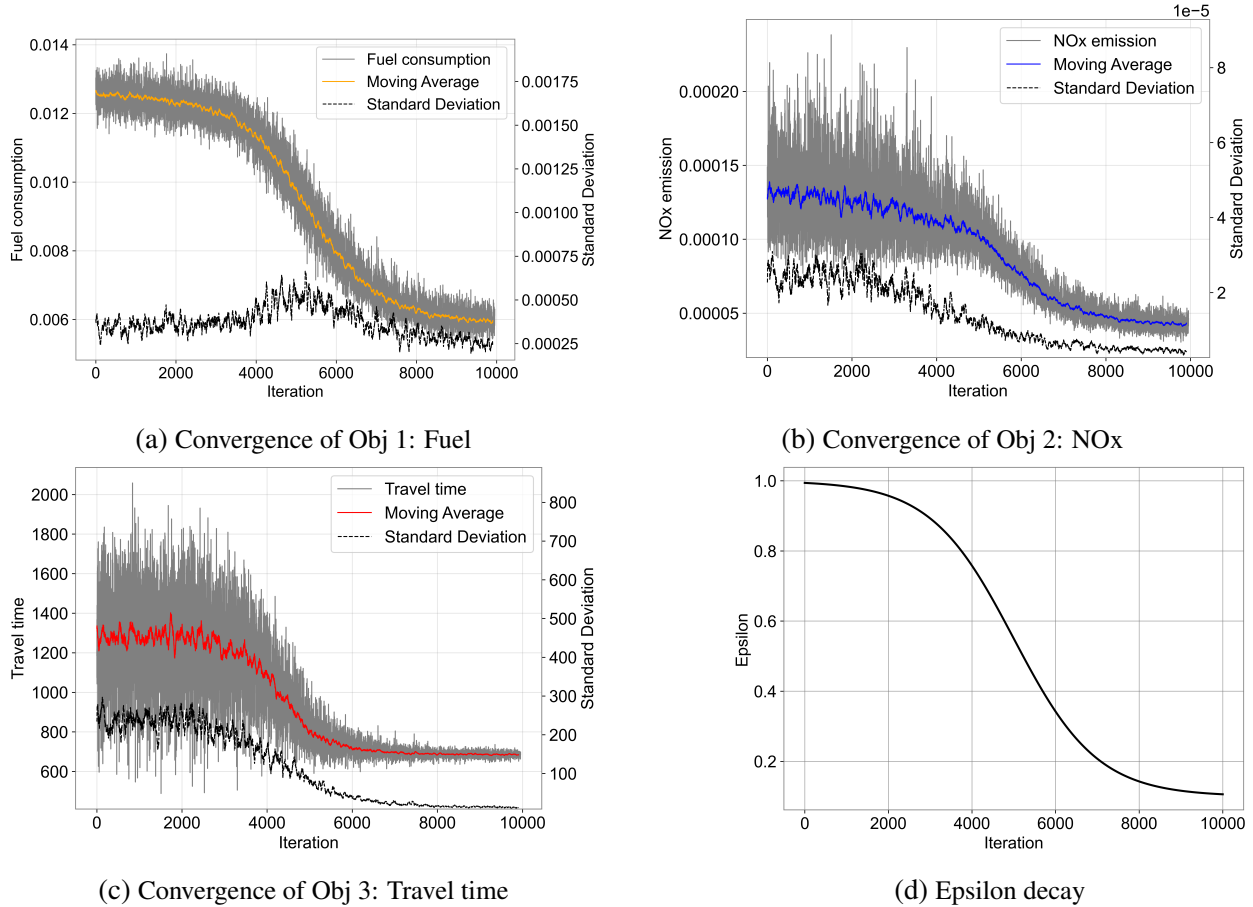 1e−5
0.014
0.012
0.010
0.008
0.006
Fuel consumption
Fuel consumption
Moving Average
Standard Deviation
0.00175
0.00150
0.00125
0.00100
0.00075
0.00050
0.00025
Standard Deviation
0 2000 4000 6000 8000 10000
Iteration
(a) Convergence of Obj 1: Fuel
0.00020
0.00015
0.00010
0.00005
NOx emission
NOx emission
Moving Average
Standard Deviation
8
6
4
2
Standard Deviation
0 2000 4000 6000 8000 10000
Iteration
(b) Convergence of Obj 2: NOx
2000
1800
1600
1400
1200
1000
800
600
Travel time
Travel time
Moving Average
Standard Deviation
800
700
600
500
400
300
200
100
Standard Deviation
0 2000 4000 6000 8000 10000
Iteration
(c) Convergence of Obj 3: Travel time
1.0
0.8
0.6
0.4
0.2
Epsilon
0 2000 4000 6000 8000 10000
Iteration
(d) Epsilon decay